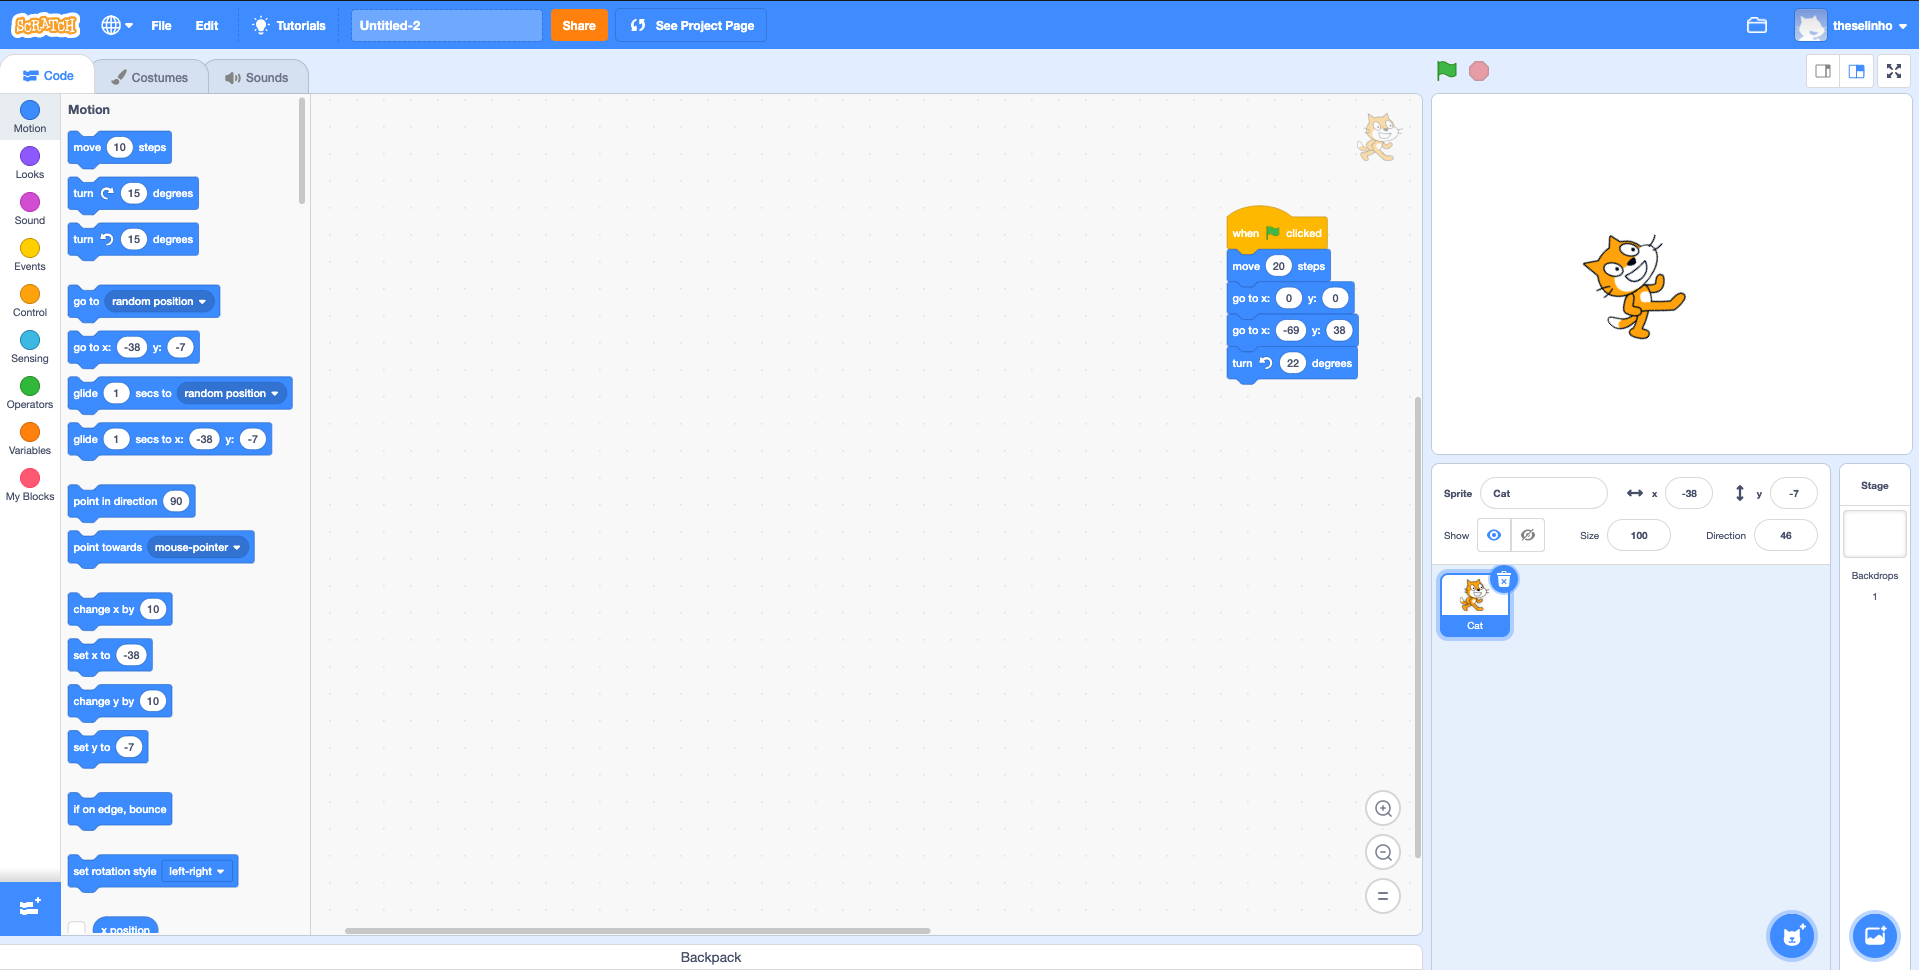 SCRATCH File Edit Tutorials Untitled-2 Share See Project Page theselinho
Code Costumes Sounds
Motion
Looks
Sound
Events
Control
Sensing
Operators
Variables
My Blocks
Motion
move 10 steps
turn 15 degrees
turn 15 degrees
go to random position
go to x: -38 y: -7
glide 1 secs to random position
glide 1 secs to x: -38 y: -7
point in direction 90
point towards mouse-pointer
change x by 10
set x to -38
change y by 10
set y to -7
if on edge, bounce
set rotation style left-right
x position
when clicked
move 20 steps
go to x: 0 y: 0
go to x: -69 y: 38
turn 22 degrees
Backpack
Sprite Cat x -38 y -7
Show Size 100 Direction 46
Cat
Stage
Backdrops
1